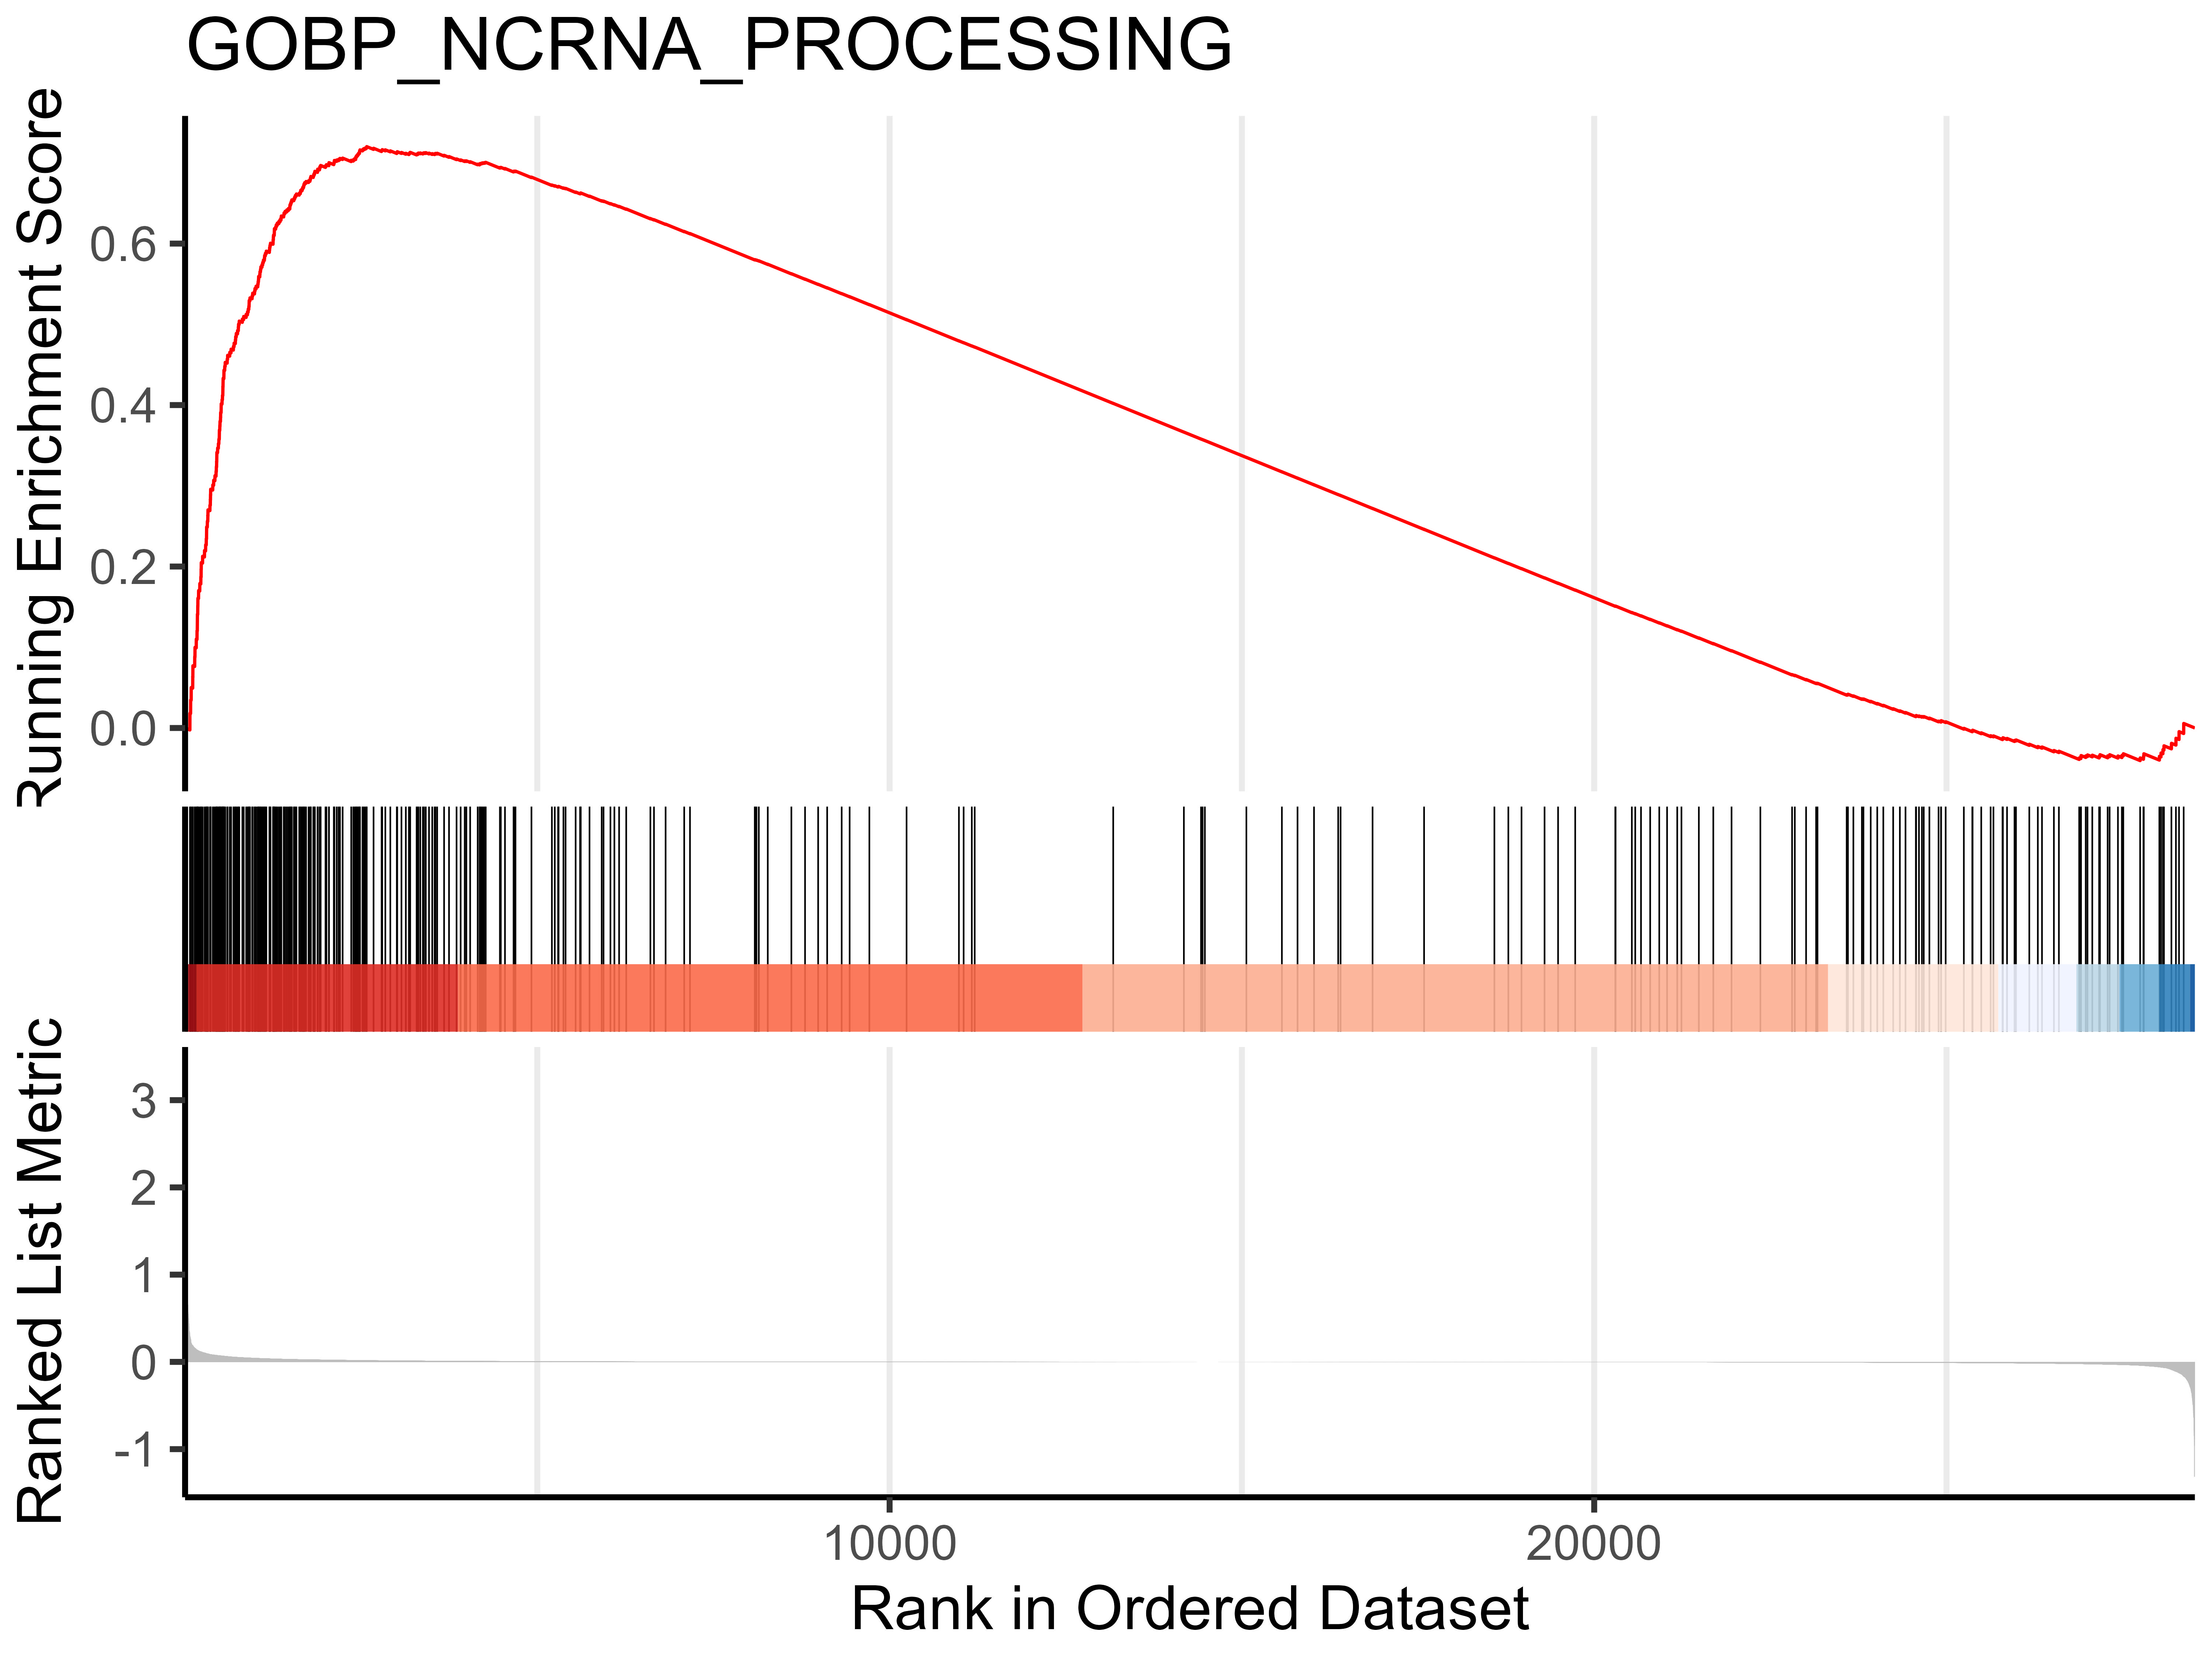 GOBP_NCRNA_PROCESSING
Running Enrichment Score
0.6
0.4
0.2
0.0
Ranked List Metric
3
2
1
0
-1
10000
20000
Rank in Ordered Dataset